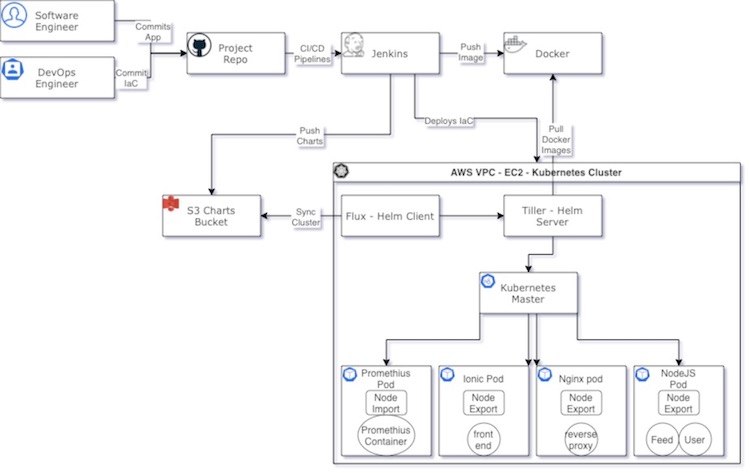 Software
Engineer
Commits
App
DevOps
Engineer
Commit
IaC
Project
Repo
CI/CD
Pipelines
Jenkins
Push
Image
Docker
Push
Charts
Deploys IaC
Pull
Docker
Images
AWS VPC - EC2 - Kubernetes Cluster
S3 Charts
Bucket
Sync
Cluster
Flux - Helm Client
Tiller - Helm
Server
Kubernetes
Master
Promethius
Pod
Node
Import
Promethius
Container
Ionic Pod
Node
Export
front
end
Nginx pod
Node
Export
reverse
proxy
NodeJS
Pod
Node
Export
Feed
User